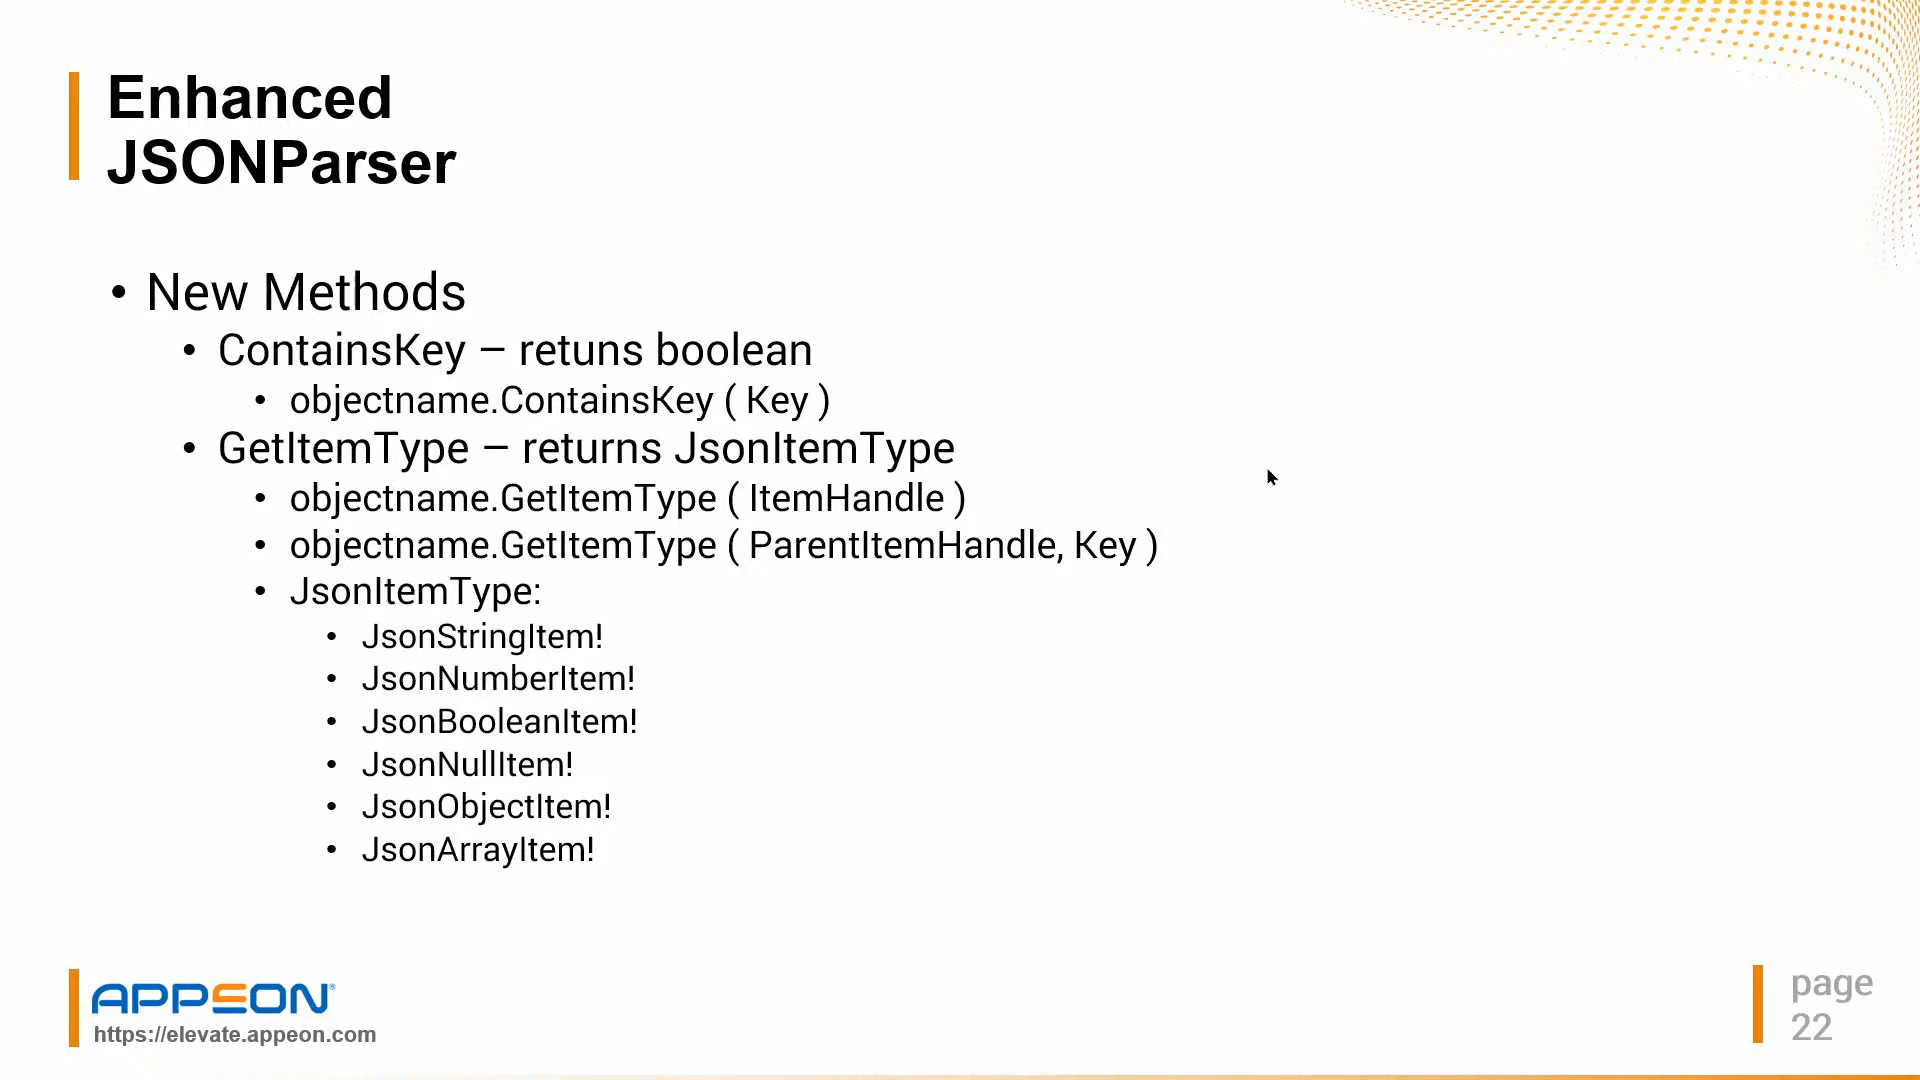 Enhanced
JSONParser
• New Methods
• ContainsKey – retuns boolean
• objectname.ContainsKey ( Key )
• GetItemType – returns JsonItemType
• objectname.GetItemType ( ItemHandle )
• objectname.GetItemType ( ParentItemHandle, Key )
• JsonItemType:
• JsonStringItem!
• JsonNumberItem!
• JsonBooleanItem!
• JsonNullItem!
• JsonObjectItem!
• JsonArrayItem!
APPEON®
https://elevate.appeon.com
page
22